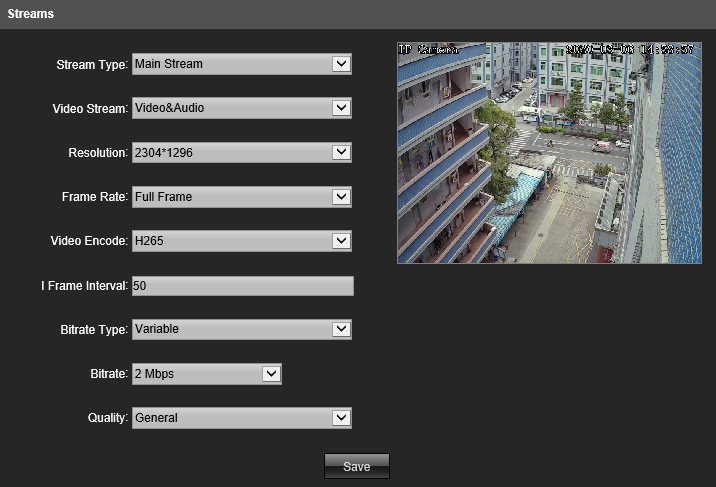 Streams
IP Camera
Stream Type: Main Stream
Video Stream: Video&Audio
Resolution: 2304*1296
Frame Rate: Full Frame
Video Encode: H265
I Frame Interval: 50
Bitrate Type: Variable
Bitrate: 2 Mbps
Quality: General
Save